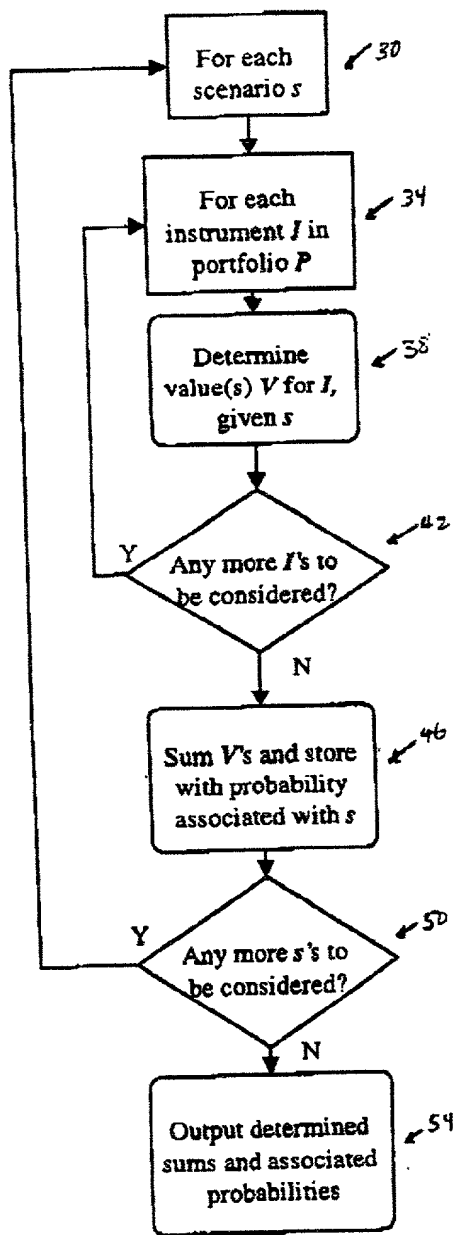 For each
scenario s
30
For each
instrument I in
portfolio P
34
Determine
value(s) V for I,
given s
38
Y
Any more I's to
be considered?
42
N
Sum V's and store
with probability
associated with s
46
Y
Any more s's to
be considered?
50
N
Output determined
sums and associated
probabilities
54